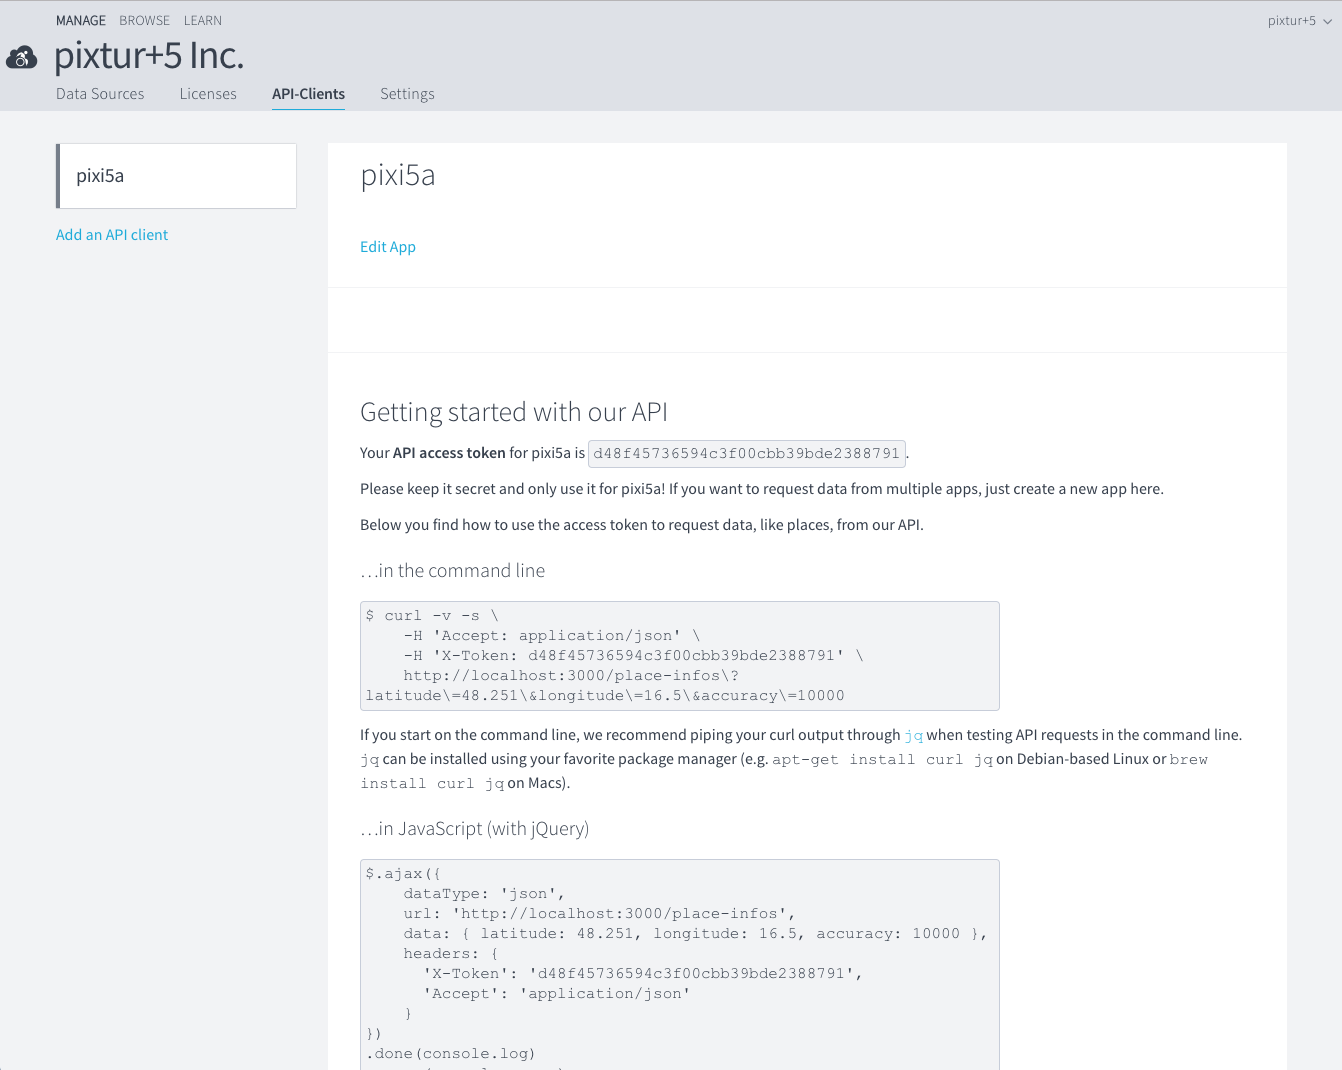 MANAGE BROWSE LEARN
pixtur+5
pixtur+5 Inc.
Data Sources Licenses API-Clients Settings
pixi5a
Add an API client
pixi5a
Edit App
Getting started with our API
Your API access token for pixi5a is d48f45736594c3f00cbb39bde2388791.
Please keep it secret and only use it for pixi5a! If you want to request data from multiple apps, just create a new app here.
Below you find how to use the access token to request data, like places, from our API.
…in the command line
$ curl -v -s \
    -H 'Accept: application/json' \
    -H 'X-Token: d48f45736594c3f00cbb39bde2388791' \
    http://localhost:3000/place-infos\?
latitude\=48.251\&longitude\=16.5\&accuracy\=10000
If you start on the command line, we recommend piping your curl output through jq when testing API requests in the command line.
jq can be installed using your favorite package manager (e.g. apt-get install curl jq on Debian-based Linux or brew
install curl jq on Macs).
…in JavaScript (with jQuery)
$.ajax({
    dataType: 'json',
    url: 'http://localhost:3000/place-infos',
    data: { latitude: 48.251, longitude: 16.5, accuracy: 10000 },
    headers: {
      'X-Token': 'd48f45736594c3f00cbb39bde2388791',
      'Accept': 'application/json'
    }
})
.done(console.log)